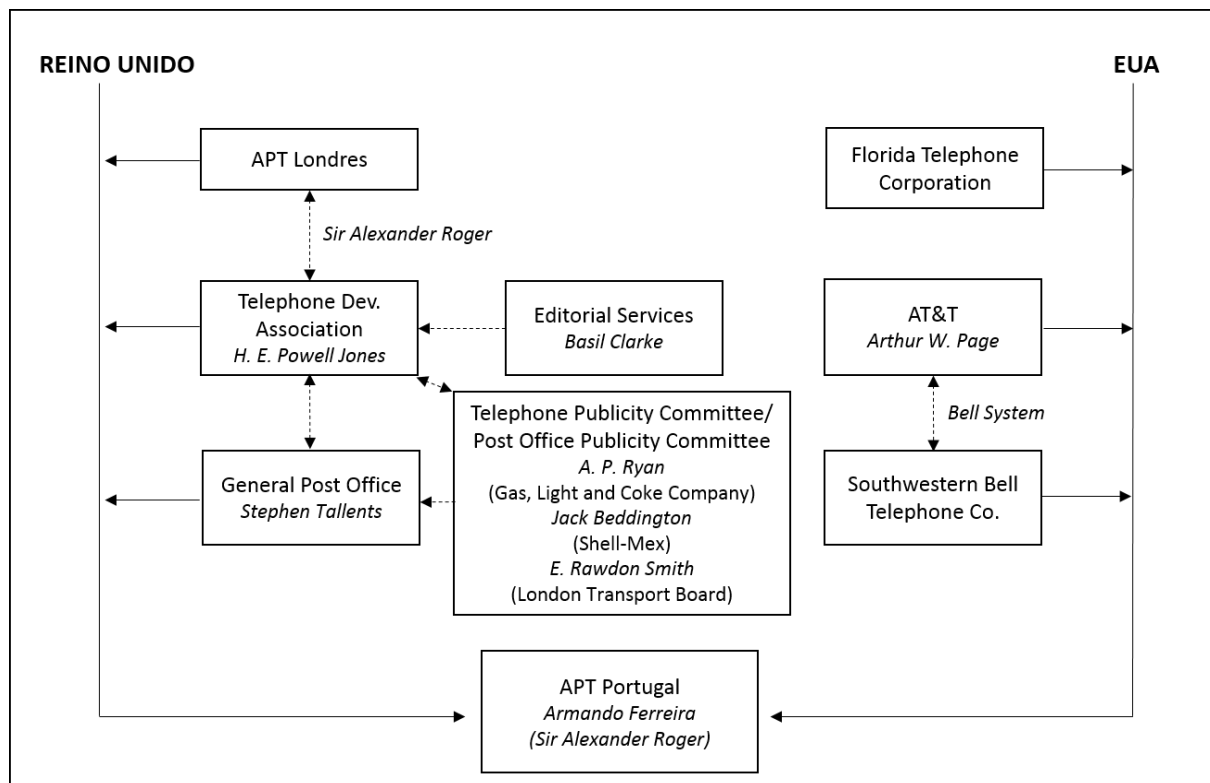 REINO UNIDO
EUA
APT Londres
Florida Telephone
Corporation
Sir Alexander Roger
Telephone Dev.
Association
H. E. Powell Jones
Editorial Services
Basil Clarke
AT&T
Arthur W. Page
Telephone Publicity Committee/
Post Office Publicity Committee
A. P. Ryan
(Gas, Light and Coke Company)
Jack Beddington
(Shell-Mex)
E. Rawdon Smith
(London Transport Board)
Bell System
General Post Office
Stephen Tallents
Southwestern Bell
Telephone Co.
APT Portugal
Armando Ferreira
(Sir Alexander Roger)